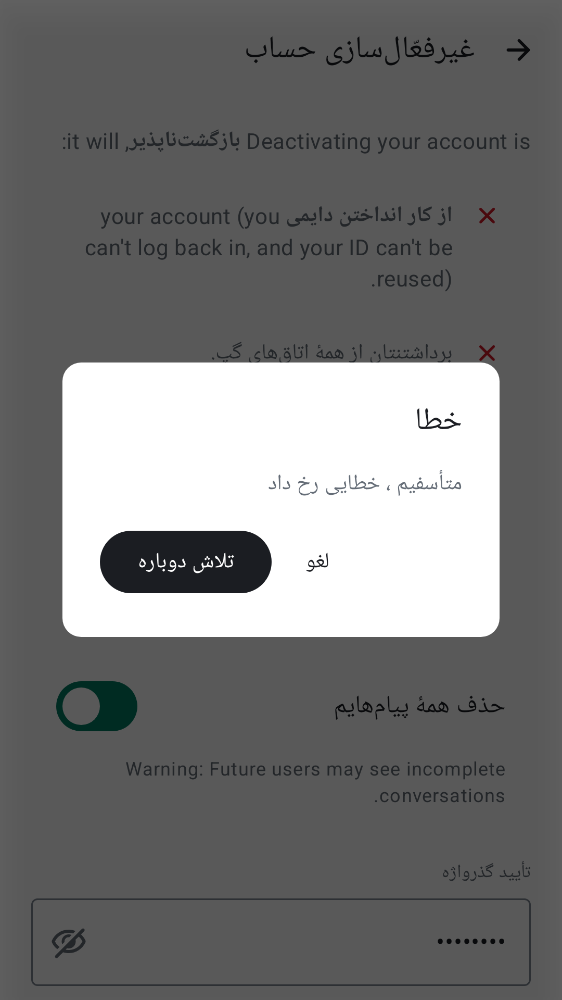 غیرفعّال‌سازی حساب
Deactivating your account is بازگشت‌ناپذیر, it will:
از کار انداختن دایمی your account (you
can't log back in, and your ID can't be
reused).
برداشتنتان از همهٔ اتاق‌های گپ.
خطا
متأسفیم ، خطایی رخ داد
لغو
تلاش دوباره
حذف همهٔ پیام‌هایم
Warning: Future users may see incomplete
conversations.
تأیید گذرواژه
••••••••